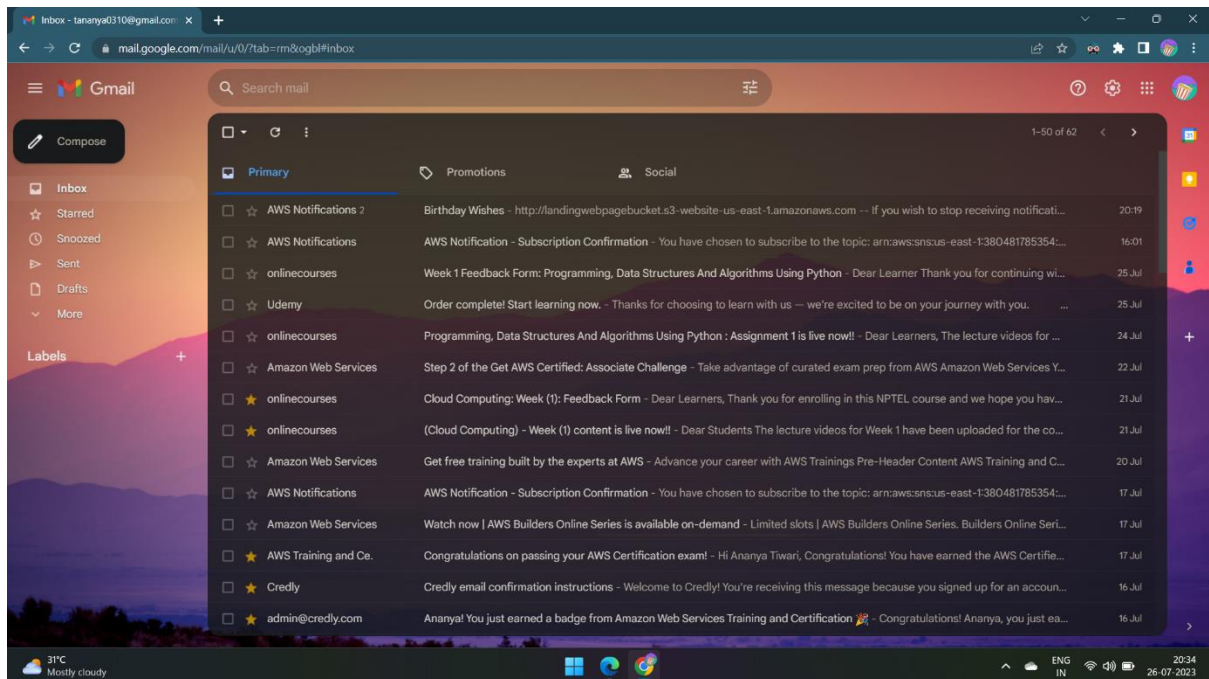 Inbox - tananya0310@gmail.com
mail.google.com/mail/u/0/?tab=rm&ogbl#inbox
Gmail
Search mail
Compose
1–50 of 62
Primary
Promotions
Social
Inbox
Starred
Snoozed
Sent
Drafts
More
Labels
AWS Notifications 2 Birthday Wishes - http://landingwebpagebucket.s3-website-us-east-1.amazonaws.com -- If you wish to stop receiving notificati... 20:19
AWS Notifications AWS Notification - Subscription Confirmation - You have chosen to subscribe to the topic: arn:aws:sns:us-east-1:380481785354:... 16:01
onlinecourses Week 1 Feedback Form: Programming, Data Structures And Algorithms Using Python - Dear Learner Thank you for continuing wi... 25 Jul
Udemy Order complete! Start learning now. - Thanks for choosing to learn with us — we're excited to be on your journey with you. ... 25 Jul
onlinecourses Programming, Data Structures And Algorithms Using Python : Assignment 1 is live now!! - Dear Learners, The lecture videos for ... 24 Jul
Amazon Web Services Step 2 of the Get AWS Certified: Associate Challenge - Take advantage of curated exam prep from AWS Amazon Web Services Y... 22 Jul
onlinecourses Cloud Computing: Week (1): Feedback Form - Dear Learners, Thank you for enrolling in this NPTEL course and we hope you hav... 21 Jul
onlinecourses (Cloud Computing) - Week (1) content is live now!! - Dear Students The lecture videos for Week 1 have been uploaded for the co... 21 Jul
Amazon Web Services Get free training built by the experts at AWS - Advance your career with AWS Trainings Pre-Header Content AWS Training and C... 20 Jul
AWS Notifications AWS Notification - Subscription Confirmation - You have chosen to subscribe to the topic: arn:aws:sns:us-east-1:380481785354:... 17 Jul
Amazon Web Services Watch now | AWS Builders Online Series is available on-demand - Limited slots | AWS Builders Online Series. Builders Online Seri... 17 Jul
AWS Training and Ce. Congratulations on passing your AWS Certification exam! - Hi Ananya Tiwari, Congratulations! You have earned the AWS Certifie... 17 Jul
Credly Credly email confirmation instructions - Welcome to Credly! You're receiving this message because you signed up for an accoun... 16 Jul
admin@credly.com Ananya! You just earned a badge from Amazon Web Services Training and Certification 🎉 - Congratulations! Ananya, you just ea... 16 Jul
31°C
Mostly cloudy
ENG
IN
20:34
26-07-2023